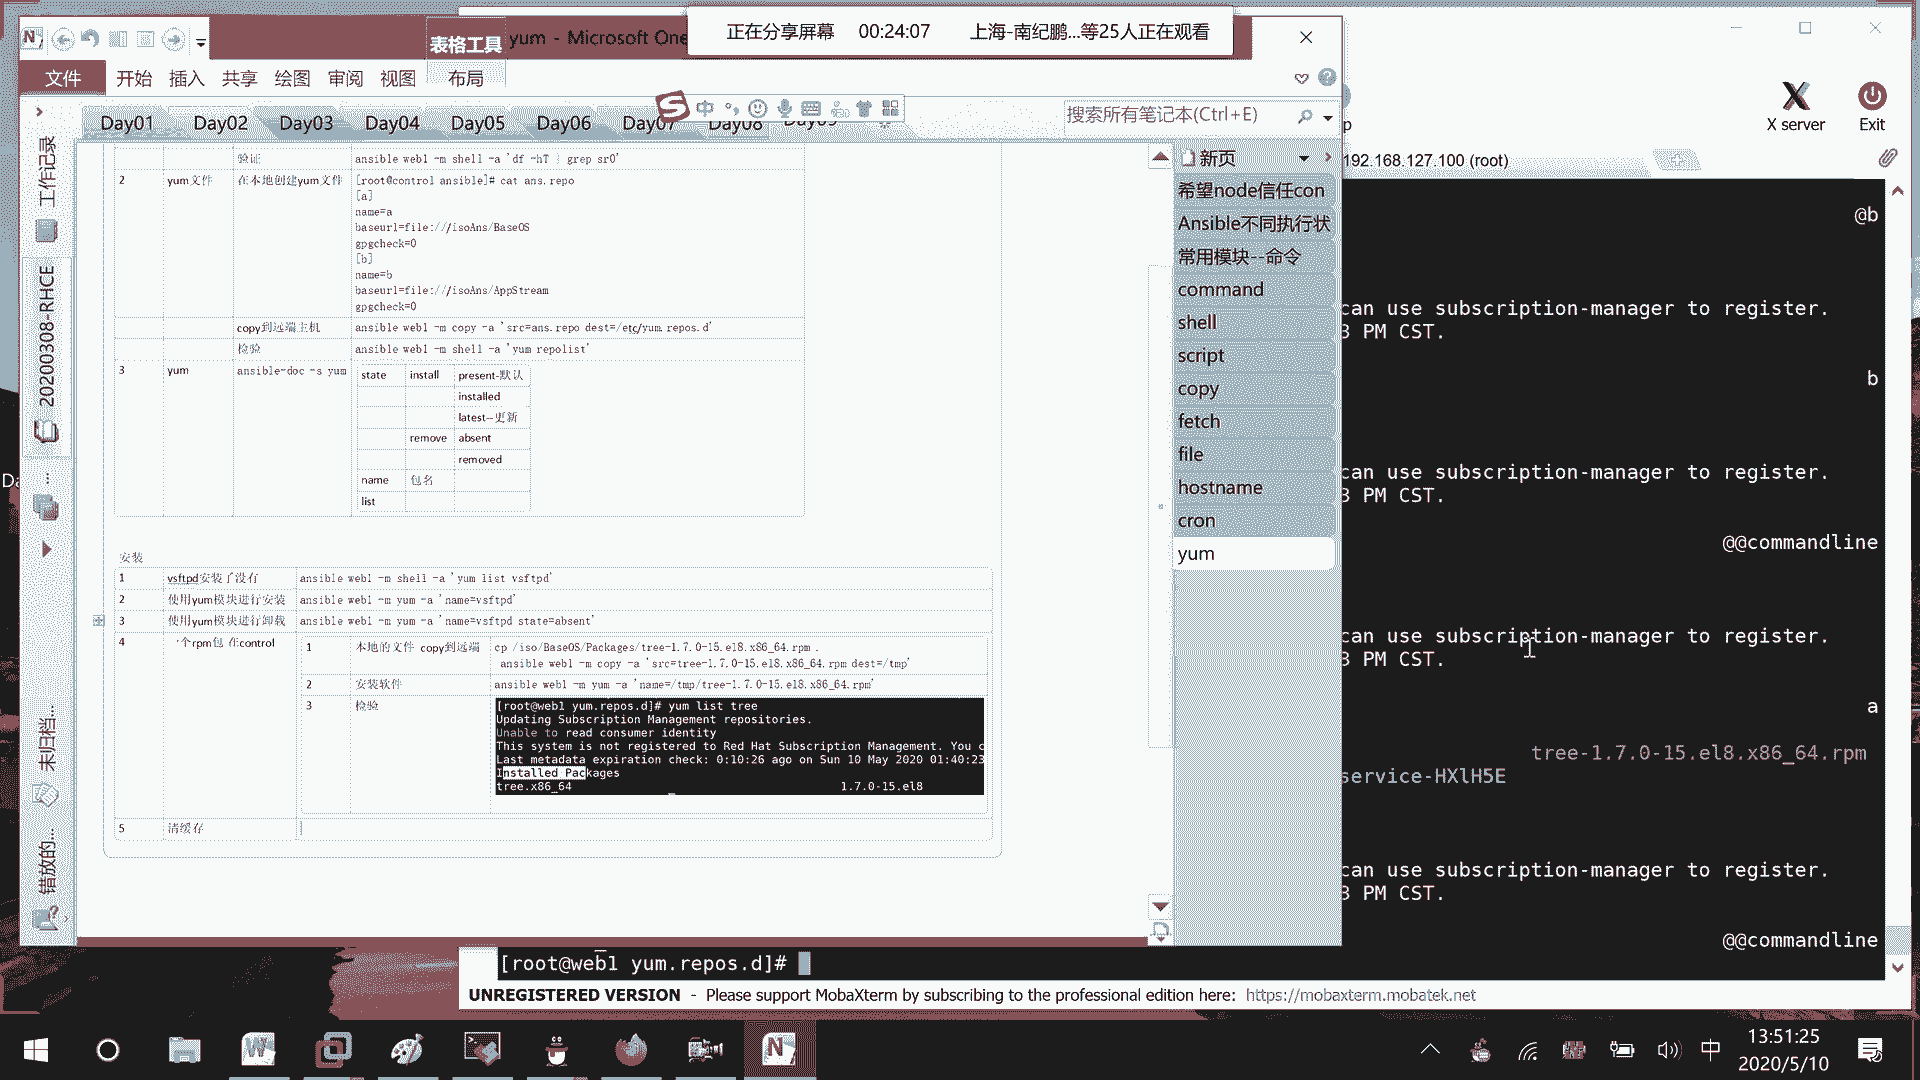 正在分享屏幕 00:24:07 上海-南纪鹏...等25人正在观看
表格工具 yum - Microsoft One
文件 开始 插入 共享 绘图 审阅 视图 布局
中
搜索所有笔记本(Ctrl+E)
Day01 Day02 Day03 Day04 Day05 Day06 Day07 Day08 Day09
工作记录
20200308-RHCE
...
未归档...
错放的...
验证 ansible web1 -m shell -a 'df -hT | grep sr0'
2 yum文件 在本地创建yum文件 [root@control ansible]# cat ans.repo
[a]
name=a
baseurl=file:///isoAns/BaseOS
gpgcheck=0
[b]
name=b
baseurl=file:///isoAns/AppStream
gpgcheck=0
copy到远端主机 ansible web1 -m copy -a 'src=ans.repo dest=/etc/yum.repos.d'
检验 ansible web1 -m shell -a 'yum repolist'
3 yum ansible-doc -s yum state install present-默认
installed
latest--更新
remove absent
removed
name 包名
list
安装
1 vsftpd安装了没有 ansible web1 -m shell -a 'yum list vsftpd'
2 使用yum模块进行安装 ansible web1 -m yum -a 'name=vsftpd'
3 使用yum模块进行卸载 ansible web1 -m yum -a 'name=vsftpd state=absent'
4 个rpm包 在control 1 本地的文件 copy到远端 cp /iso/BaseOS/Packages/tree-1.7.0-15.el8.x86_64.rpm .
ansible web1 -m copy -a 'src=tree-1.7.0-15.el8.x86_64.rpm dest=/tmp'
2 安装软件 ansible web1 -m yum -a 'name=/tmp/tree-1.7.0-15.el8.x86_64.rpm'
3 检验 [root@web1 yum.repos.d]# yum list tree
Updating Subscription Management repositories.
Unable to read consumer identity
This system is not registered to Red Hat Subscription Management. You c
Last metadata expiration check: 0:10:26 ago on Sun 10 May 2020 01:40:23
Installed Packages
tree.x86_64 1.7.0-15.el8
5 清缓存
新页
希望node信任con
Ansible不同执行状
常用模块--命令
command
shell
script
copy
fetch
file
hostname
cron
yum
X server Exit
p
192.168.127.100 (root)
@b
can use subscription-manager to register.
3 PM CST.
b
can use subscription-manager to register.
3 PM CST.
@@commandline
can use subscription-manager to register.
3 PM CST.
a
tree-1.7.0-15.el8.x86_64.rpm
service-HXlH5E
can use subscription-manager to register.
3 PM CST.
@@commandline
[root@web1 yum.repos.d]#
UNREGISTERED VERSION - Please support MobaXterm by subscribing to the professional edition here: https://mobaxterm.mobatek.net
中
13:51:25
2020/5/10